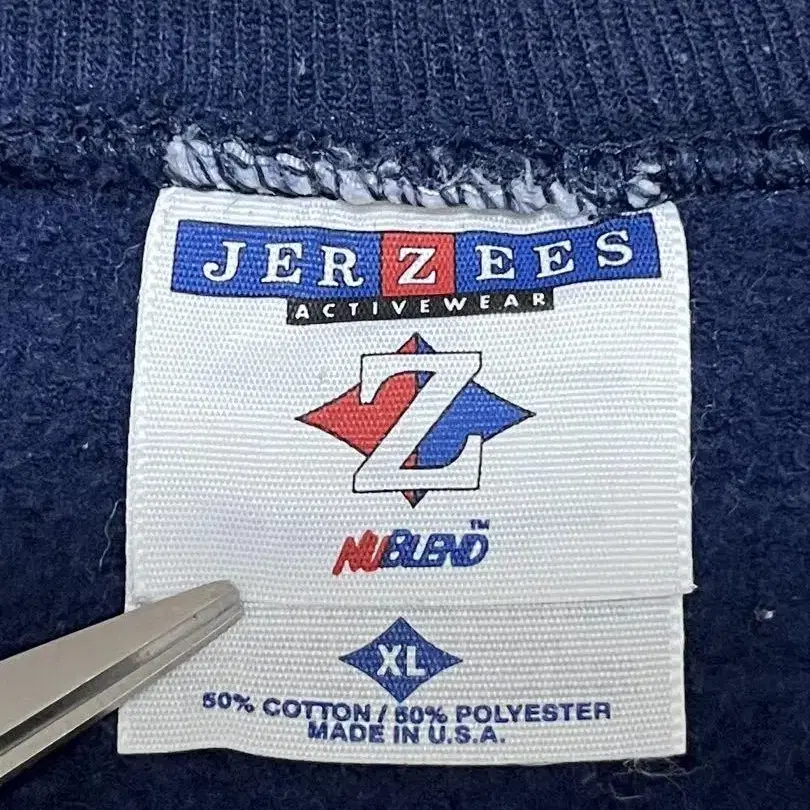 JERZEES
ACTIVEWEAR
Z
NUBLEND™
XL
50% COTTON / 50% POLYESTER
MADE IN U.S.A.